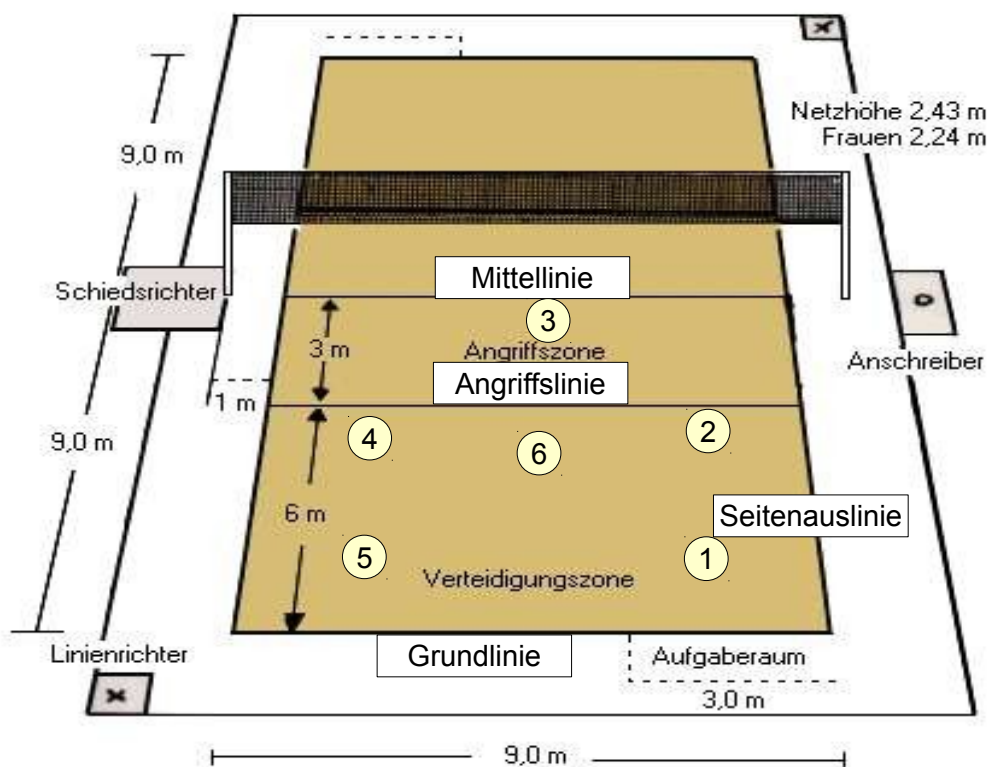 Netzhöhe 2,43 m
Frauen 2,24 m
9,0 m
Schiedsrichter
Mittellinie
3
3 m
Angriffszone
Anschreiber
Angriffslinie
1 m
4
6
2
9,0 m
6 m
Seitenauslinie
5
1
Verteidigungszone
Linienrichter
Grundlinie
Aufgaberaum
3,0 m
9,0 m